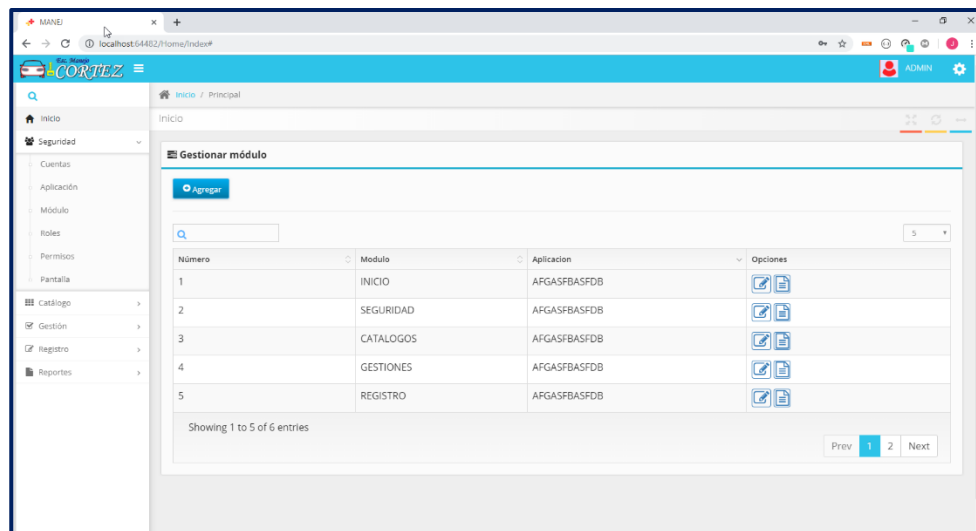 MANEJ
localhost:64482/Home/Index#
Esc. Manejo
CORTEZ
ADMIN
Inicio / Principal
Inicio
Inicio
Seguridad
Cuentas
Aplicación
Módulo
Roles
Permisos
Pantalla
Catálogo
Gestión
Registro
Reportes
Gestionar módulo
Agregar
5
Número Modulo Aplicacion Opciones
1 INICIO AFGASFBASFDB
2 SEGURIDAD AFGASFBASFDB
3 CATALOGOS AFGASFBASFDB
4 GESTIONES AFGASFBASFDB
5 REGISTRO AFGASFBASFDB
Showing 1 to 5 of 6 entries
Prev 1 2 Next